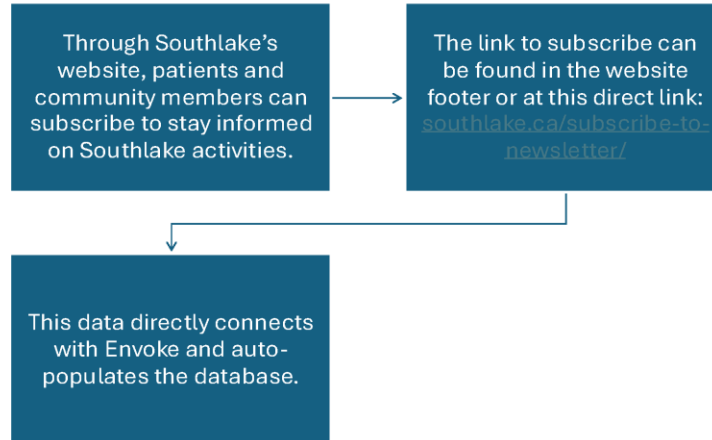 Through Southlake’s
website, patients and
community members can
subscribe to stay informed
on Southlake activities.
The link to subscribe can
be found in the website
footer or at this direct link:
southlake.ca/subscribe-to-
newsletter/
This data directly connects
with Envoke and auto-
populates the database.